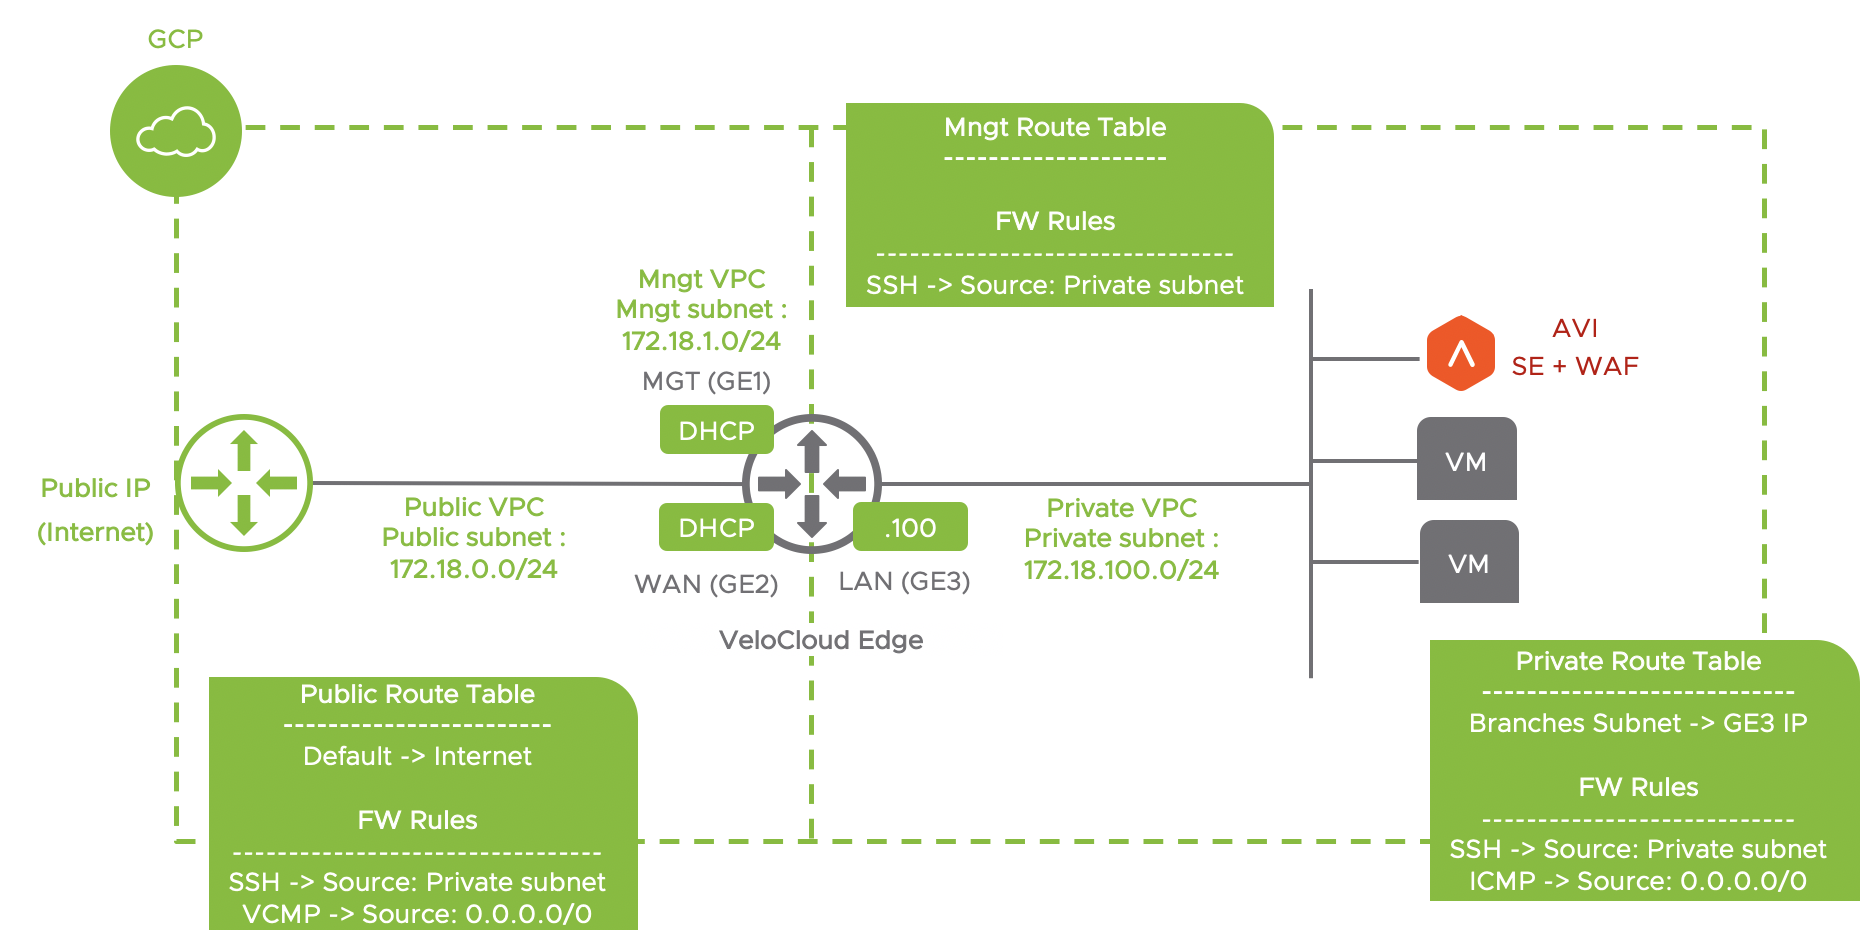 GCP
Mngt Route Table
-------------------
FW Rules
--------------------------------
SSH -> Source: Private subnet
Mngt VPC
Mngt subnet :
172.18.1.0/24
MGT (GE1)
DHCP
Public IP
(Internet)
Public VPC
Public subnet :
172.18.0.0/24
DHCP
WAN (GE2)
.100
LAN (GE3)
VeloCloud Edge
Private VPC
Private subnet :
172.18.100.0/24
AVI
SE + WAF
VM
VM
Public Route Table
------------------------
Default -> Internet
FW Rules
---------------------------------
SSH -> Source: Private subnet
VCMP -> Source: 0.0.0.0/0
Private Route Table
----------------------------
Branches Subnet -> GE3 IP
FW Rules
----------------------------
SSH -> Source: Private subnet
ICMP -> Source: 0.0.0.0/0